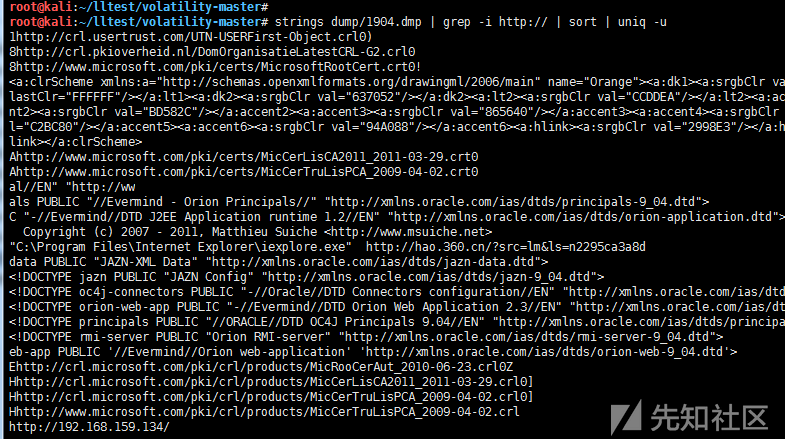 root@kali:~/lltest/volatility-master#
root@kali:~/lltest/volatility-master# strings dump/1904.dmp | grep -i http:// | sort | uniq -u
1http://crl.usertrust.com/UTN-USERFirst-Object.crl0)
8http://crl.pkioverheid.nl/DomOrganisatieLatestCRL-G2.crl0
8http://www.microsoft.com/pki/certs/MicrosoftRootCert.crt0!
<a:clrScheme xmlns:a="http://schemas.openxmlformats.org/drawingml/2006/main" name="Orange"><a:dk1><a:srgbClr va
lastClr="FFFFFF"/></a:lt1><a:dk2><a:srgbClr val="637052"/></a:dk2><a:lt2><a:srgbClr val="CCDDEA"/></a:lt2><a:ac
nt2><a:srgbClr val="BD582C"/></a:accent2><a:accent3><a:srgbClr val="865640"/></a:accent3><a:accent4><a:srgbClr
l="C2BC80"/></a:accent5><a:accent6><a:srgbClr val="94A088"/></a:accent6><a:hlink><a:srgbClr val="2998E3"/></a:h
link></a:clrScheme>
Ahttp://www.microsoft.com/pki/certs/MicCerLisCA2011_2011-03-29.crt0
Ahttp://www.microsoft.com/pki/certs/MicCerTruLisPCA_2009-04-02.crt0
al//EN" "http://ww
als PUBLIC "//Evermind - Orion Principals//" "http://xmlns.oracle.com/ias/dtds/principals-9_04.dtd">
C "-//Evermind//DTD J2EE Application runtime 1.2//EN" "http://xmlns.oracle.com/ias/dtds/orion-application.dtd">
Copyright (c) 2007 - 2011, Matthieu Suiche <http://www.msuiche.net>
"C:\Program Files\Internet Explorer\iexplore.exe"  http://hao.360.cn/?src=lm&ls=n2295ca3a8d
data PUBLIC "JAZN-XML Data" "http://xmlns.oracle.com/ias/dtds/jazn-data.dtd">
<!DOCTYPE jazn PUBLIC "JAZN Config" "http://xmlns.oracle.com/ias/dtds/jazn-9_04.dtd">
<!DOCTYPE oc4j-connectors PUBLIC "-//Oracle//DTD Connectors configuration//EN" "http://xmlns.oracle.com/ias/dtd
<!DOCTYPE orion-web-app PUBLIC "-//Evermind//DTD Orion Web Application 2.3//EN" "http://xmlns.oracle.com/ias/dt
<!DOCTYPE principals PUBLIC "//ORACLE//DTD OC4J Principals 9.04//EN" "http://xmlns.oracle.com/ias/dtds/principa
<!DOCTYPE rmi-server PUBLIC "Orion RMI-server" "http://xmlns.oracle.com/ias/dtds/rmi-server-9_04.dtd">
eb-app PUBLIC '//Evermind//Orion web-application' 'http://xmlns.oracle.com/ias/dtds/orion-web-9_04.dtd'>
Ehttp://crl.microsoft.com/pki/crl/products/MicRooCerAut_2010-06-23.crl0Z
Hhttp://crl.microsoft.com/pki/crl/products/MicCerLisCA2011_2011-03-29.crl0]
Hhttp://crl.microsoft.com/pki/crl/products/MicCerTruLisPCA_2009-04-02.crl0]
Hhttp://www.microsoft.com/pki/crl/products/MicCerTruLisPCA_2009-04-02.crl
http://192.168.159.134/
先知社区